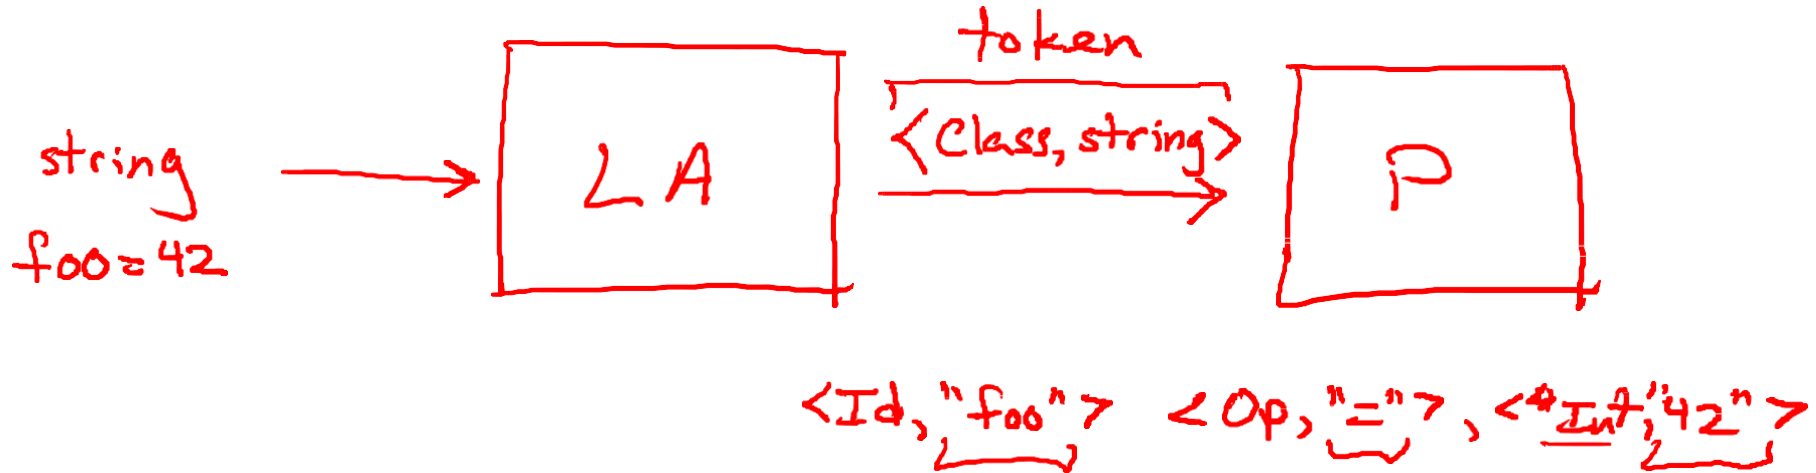 token
<Class, string>
string
LA
P
foo=42
<Id, "foo"> <Op, "=">, <"Int, "42">